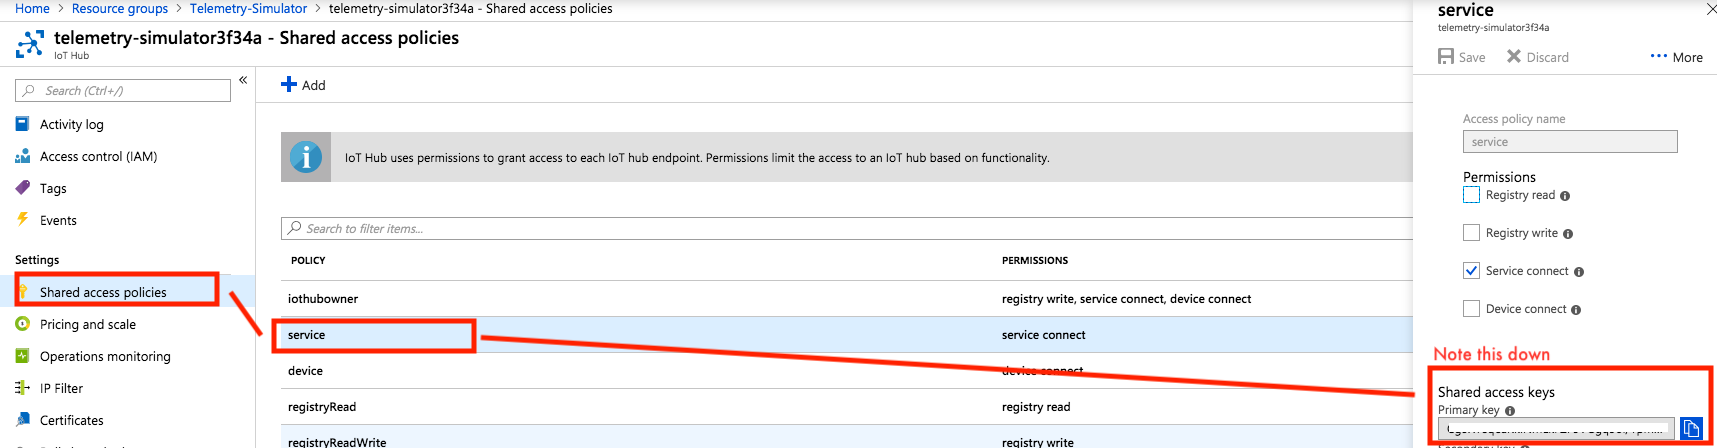 Home > Resource groups > Telemetry-Simulator > telemetry-simulator3f34a - Shared access policies
telemetry-simulator3f34a - Shared access policies
IoT Hub
Search (Ctrl+/)
Activity log
Access control (IAM)
Tags
Events
Settings
Shared access policies
Pricing and scale
Operations monitoring
IP Filter
Certificates
Add
IoT Hub uses permissions to grant access to each IoT hub endpoint. Permissions limit the access to an IoT hub based on functionality.
Search to filter items...
POLICY PERMISSIONS
iothubowner registry write, service connect, device connect
service service connect
device device connect
registryRead registry read
registryReadWrite registry write
service
telemetry-simulator3f34a
Save Discard ... More
Access policy name
service
Permissions
Registry read
Registry write
Service connect
Device connect
Note this down
Shared access keys
Primary key